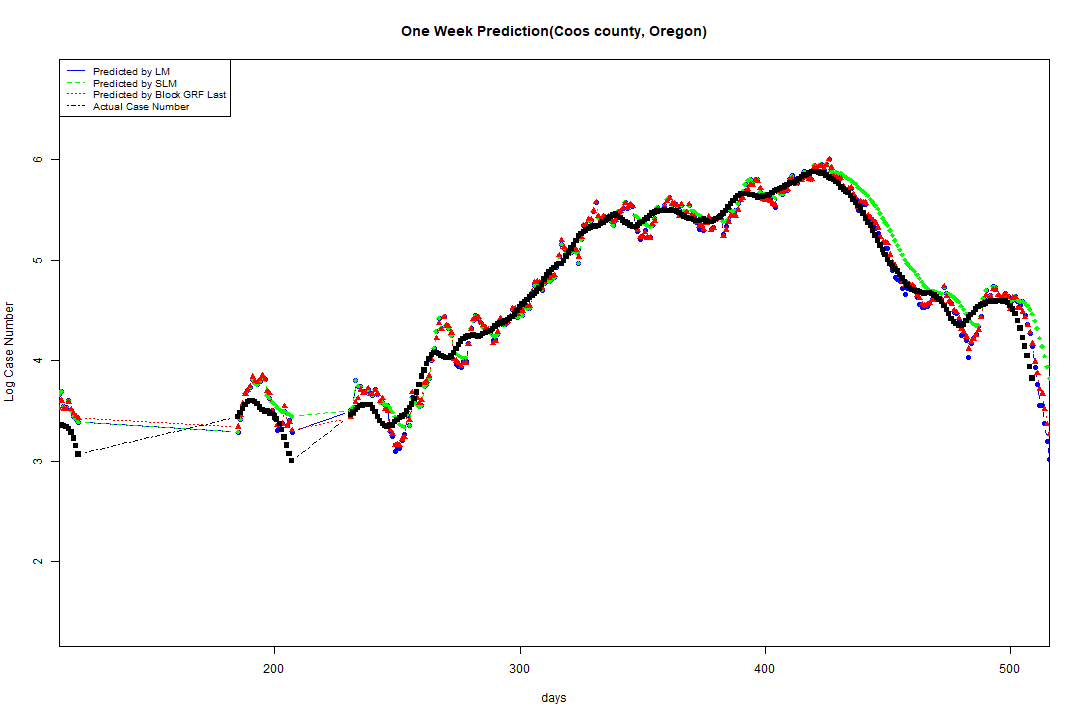 One Week Prediction(Coos county, Oregon)
Predicted by LM
Predicted by SLM
Predicted by Block GRF Last
Actual Case Number
6
5
4
3
2
Log Case Number
200 300 400 500
days